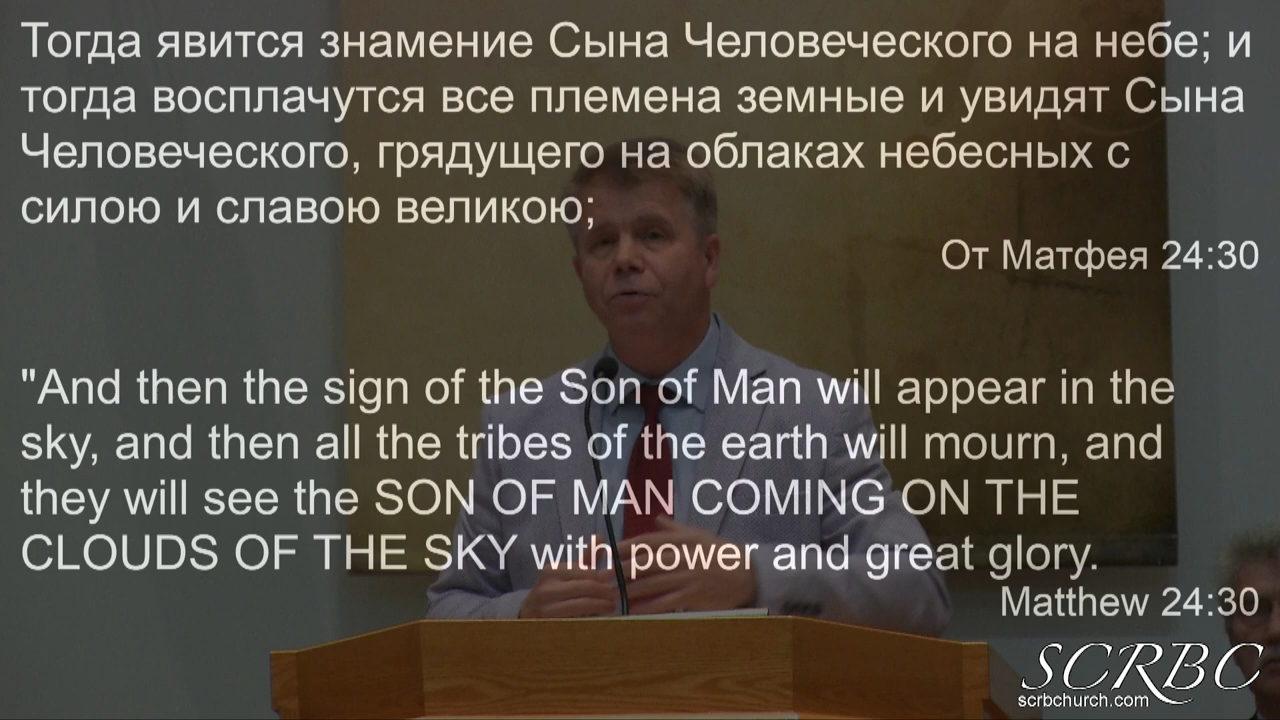 Тогда явится знамение Сына Человеческого на небе; и
тогда восплачутся все племена земные и увидят Сына
Человеческого, грядущего на облаках небесных с
силою и славою великою;
От Матфея 24:30
"And then the sign of the Son of Man will appear in the
sky, and then all the tribes of the earth will mourn, and
they will see the SON OF MAN COMING ON THE
CLOUDS OF THE SKY with power and great glory.
Matthew 24:30
SCRBC
scrbchurch.com